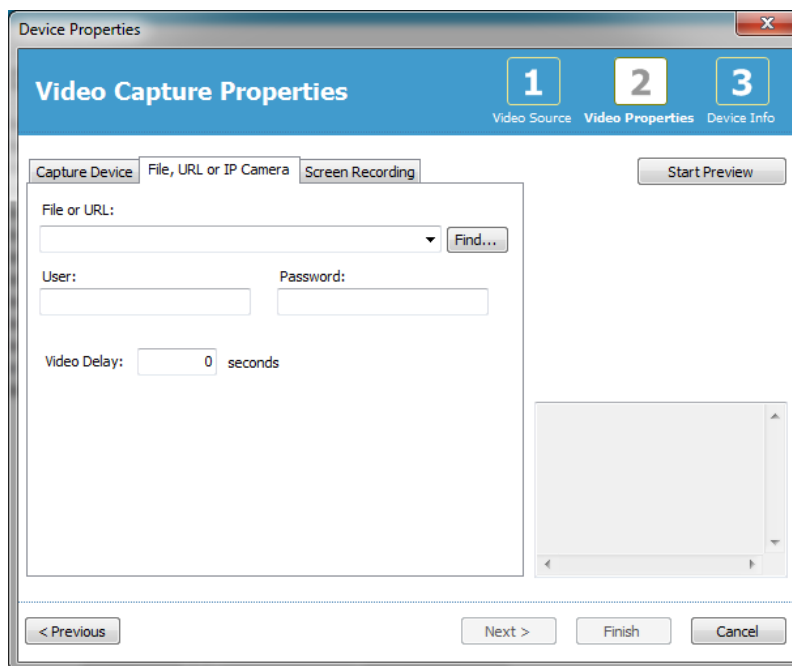 Device Properties
Video Capture Properties
1 2 3
Video Source Video Properties Device Info
Capture Device File, URL or IP Camera Screen Recording
Start Preview
File or URL:
Find...
User: Password:
Video Delay: 0 seconds
< Previous Next > Finish Cancel